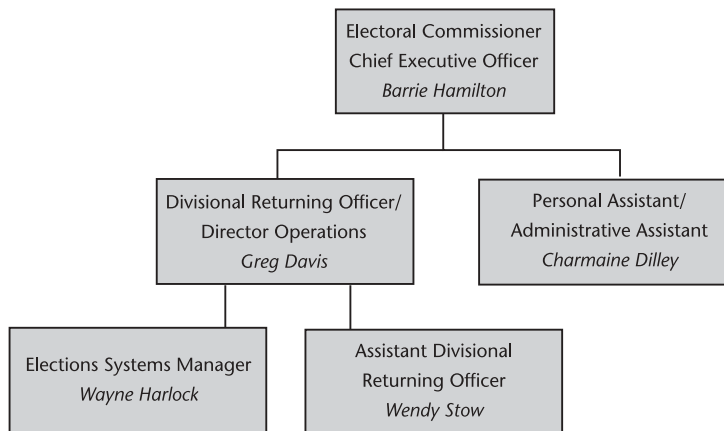 Electoral Commissioner
Chief Executive Officer
Barrie Hamilton
Divisional Returning Officer/
Director Operations
Greg Davis
Personal Assistant/
Administrative Assistant
Charmaine Dilley
Elections Systems Manager
Wayne Harlock
Assistant Divisional
Returning Officer
Wendy Stow